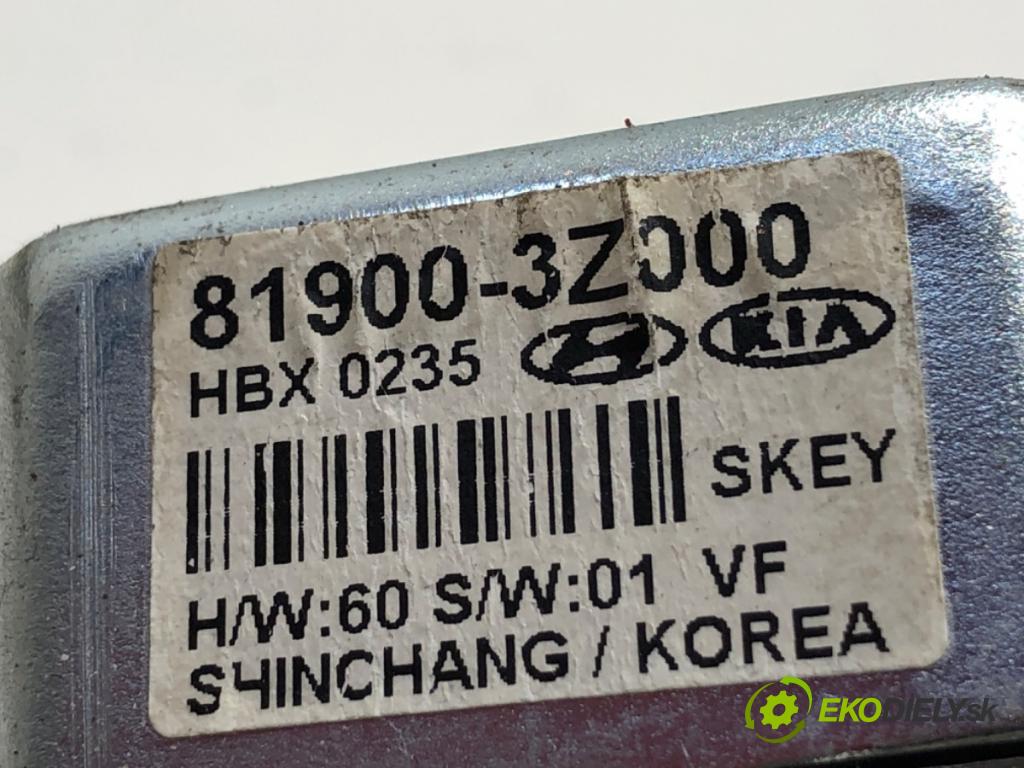 81900-3Z000
HBX 0235 KIA
SKEY
H/W:60 S/W:01 VF
SHINCHANG / KOREA
EKODIELY.sk